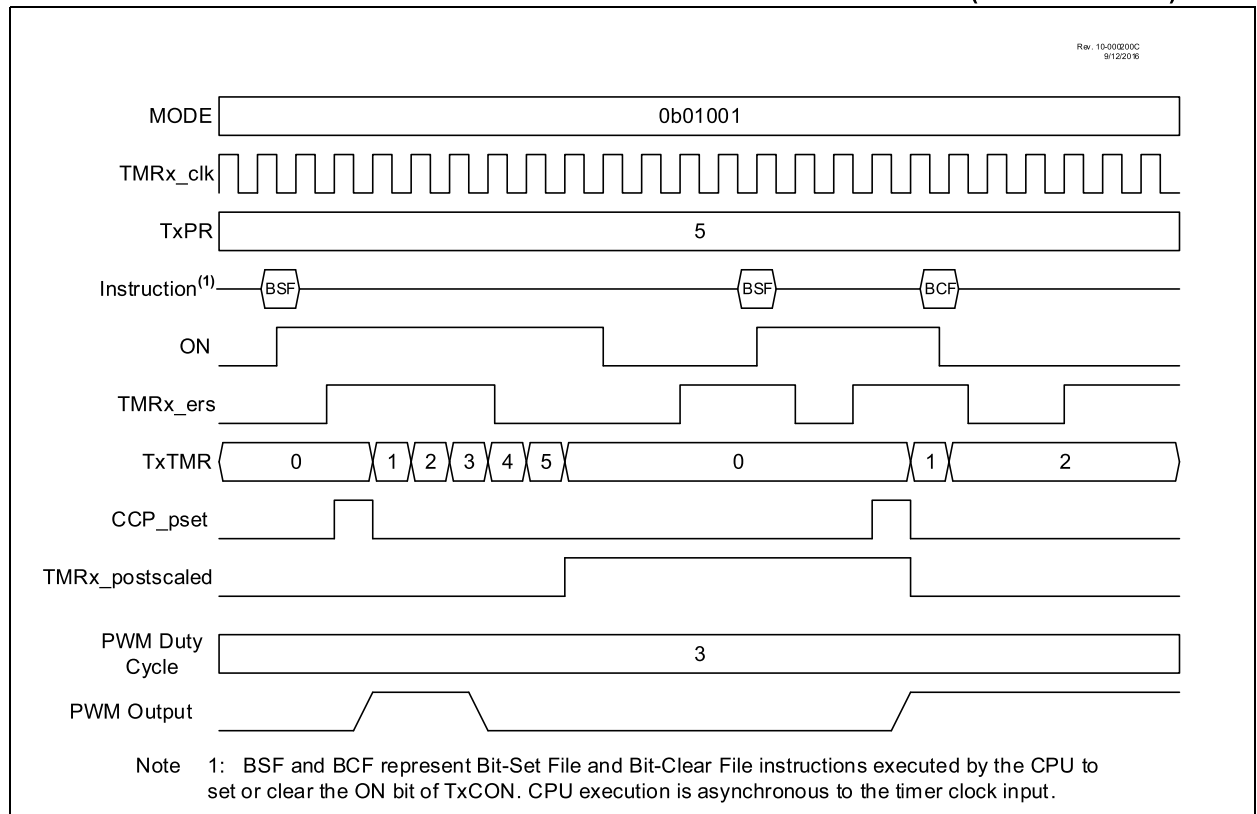 Rev. 10-000200C
9/12/2016
MODE 0b01001
TMRx_clk
TxPR 5
Instruction(1) BSF BSF BCF
ON
TMRx_ers
TxTMR 0 1 2 3 4 5 0 1 2
CCP_pset
TMRx_postscaled
PWM Duty
Cycle 3
PWM Output
Note 1: BSF and BCF represent Bit-Set File and Bit-Clear File instructions executed by the CPU to
set or clear the ON bit of TxCON. CPU execution is asynchronous to the timer clock input.